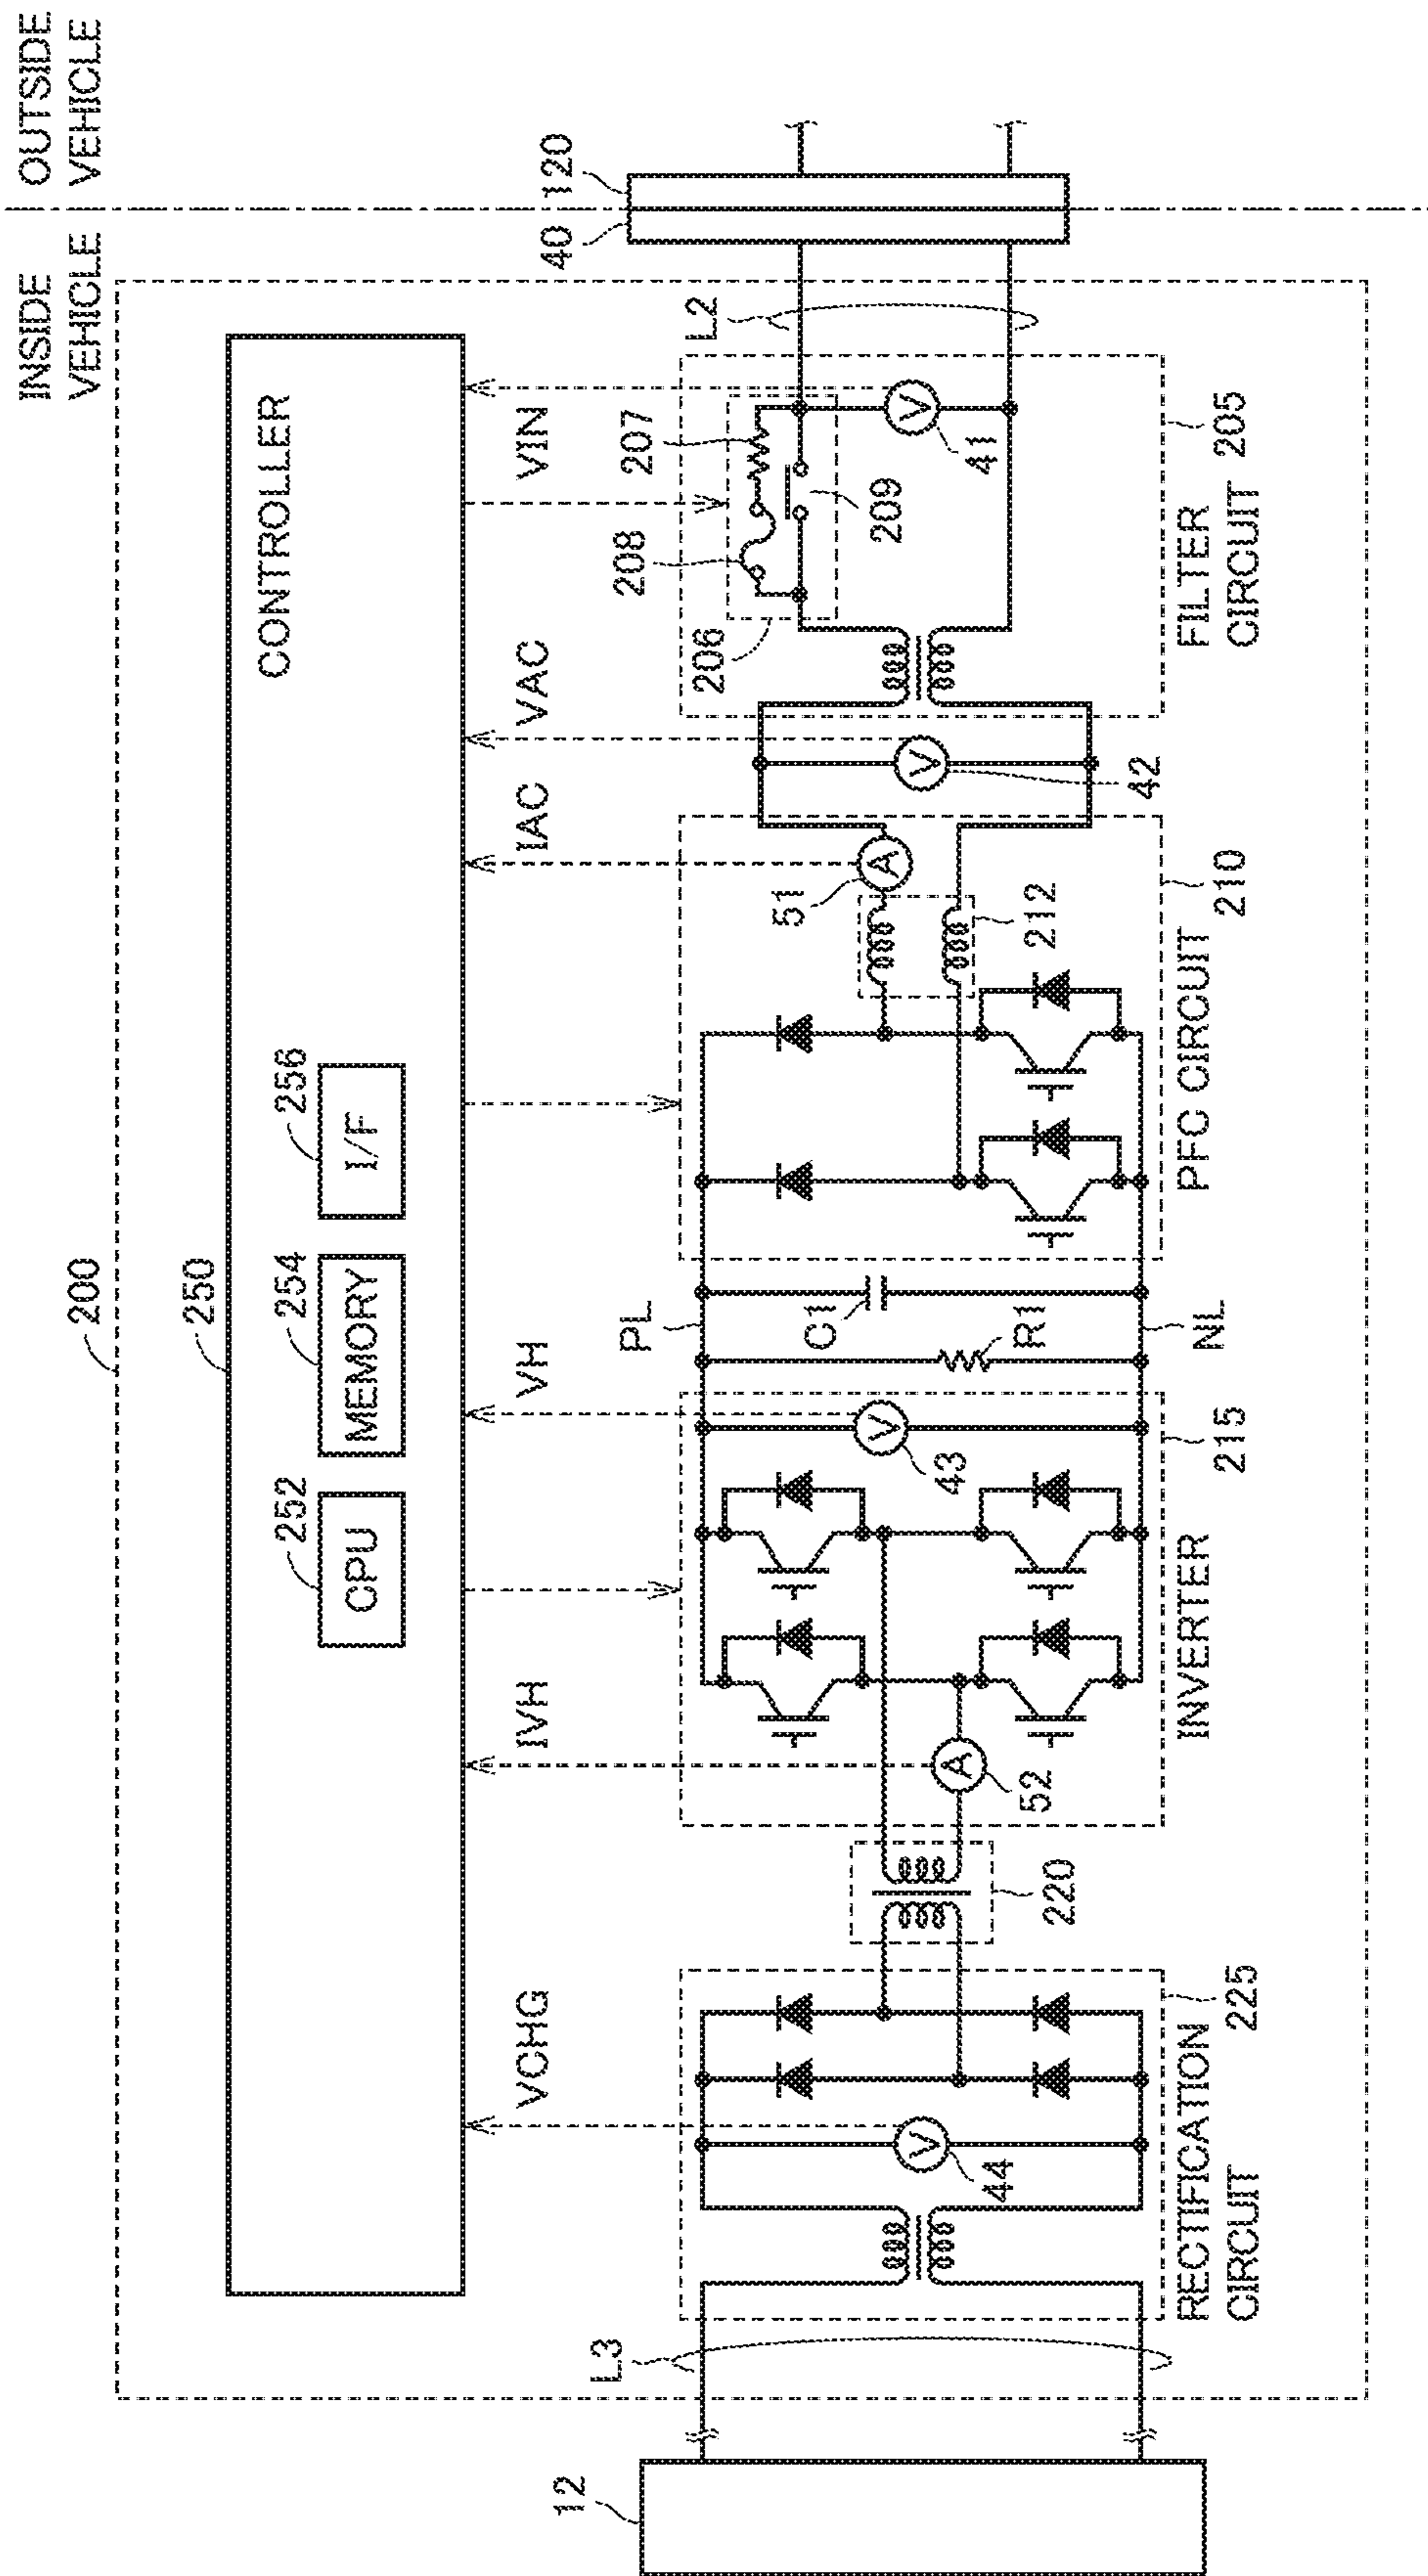 INSIDE
VEHICLE
OUTSIDE
VEHICLE
200
250
CONTROLLER
252
CPU
254
MEMORY
256
I/F
VCHG
IVH
VH
IAC
VAC
VIN
12
L3
44
RECTIFICATION
CIRCUIT 225
220
52
INVERTER
215
43
PL
C1
R1
NL
PFC CIRCUIT
210
51
212
42
206
208
207
209
41
FILTER
CIRCUIT 205
L2
40
120
V
V
V
V
A
A